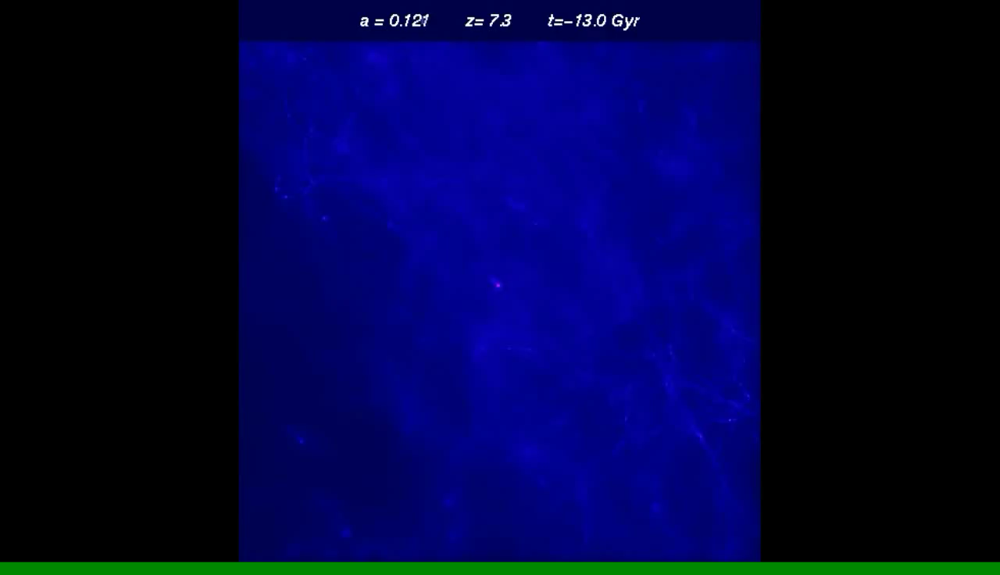 a = 0.121 z= 7.3 t=−13.0 Gyr